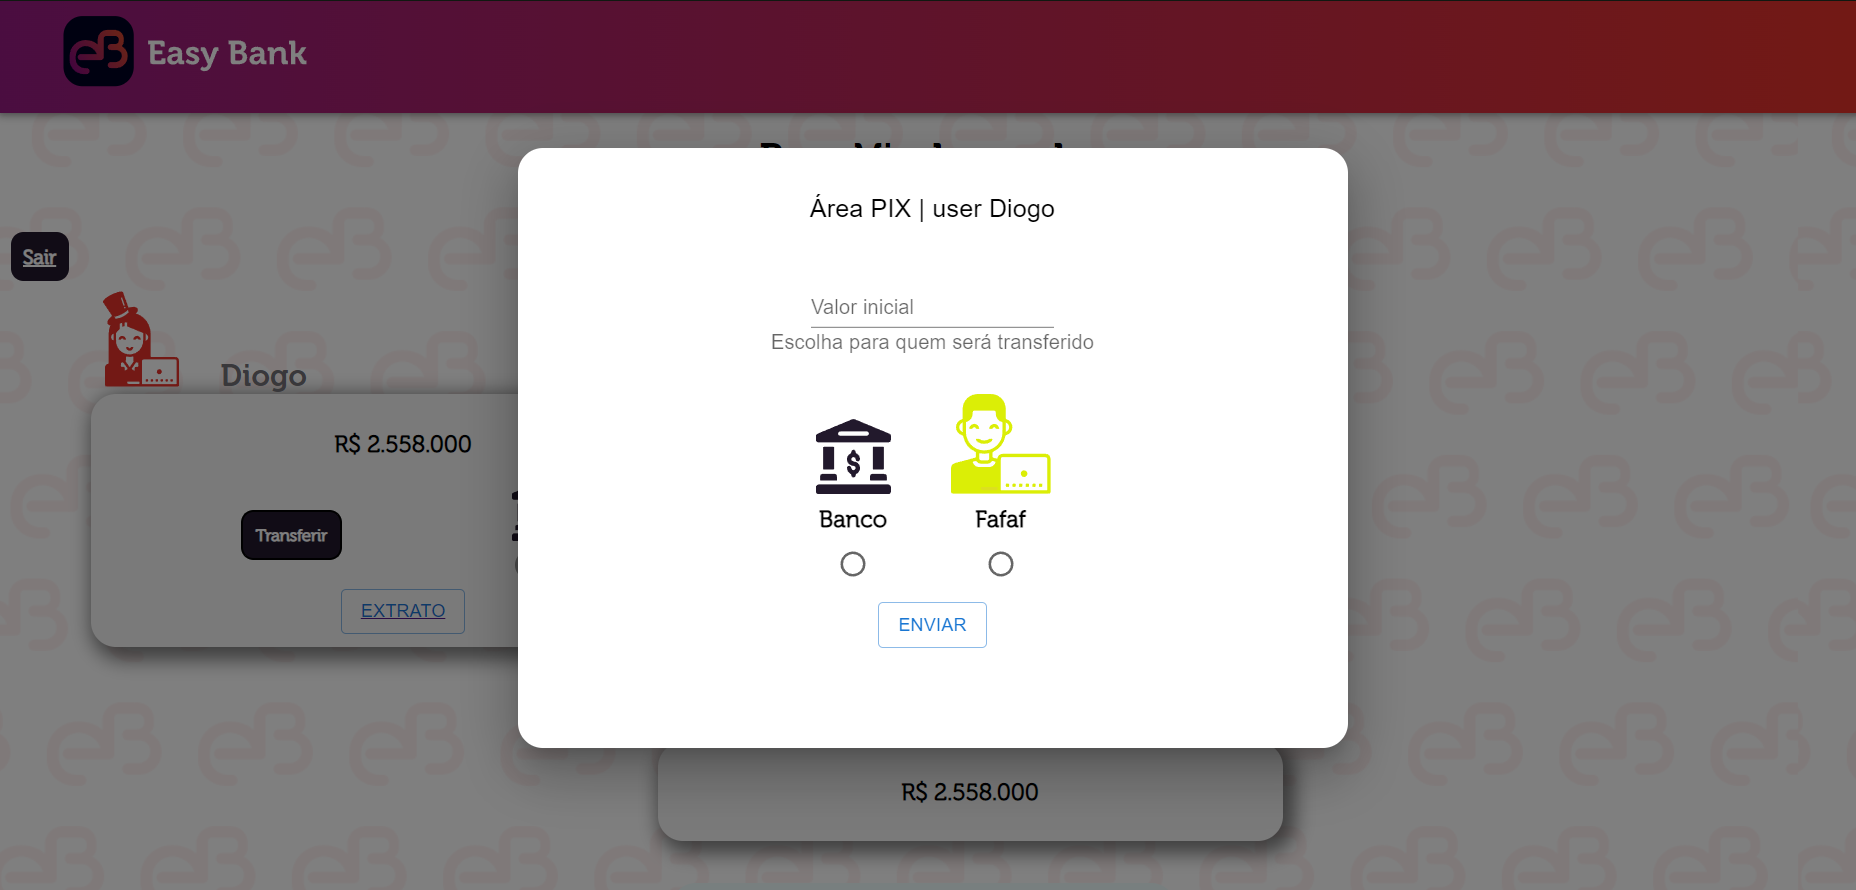 eB Easy Bank
Sair
Diogo
R$ 2.558.000
Transferir
EXTRATO
Área PIX | user Diogo
Valor inicial
Escolha para quem será transferido
$
Banco
Fafaf
ENVIAR
R$ 2.558.000